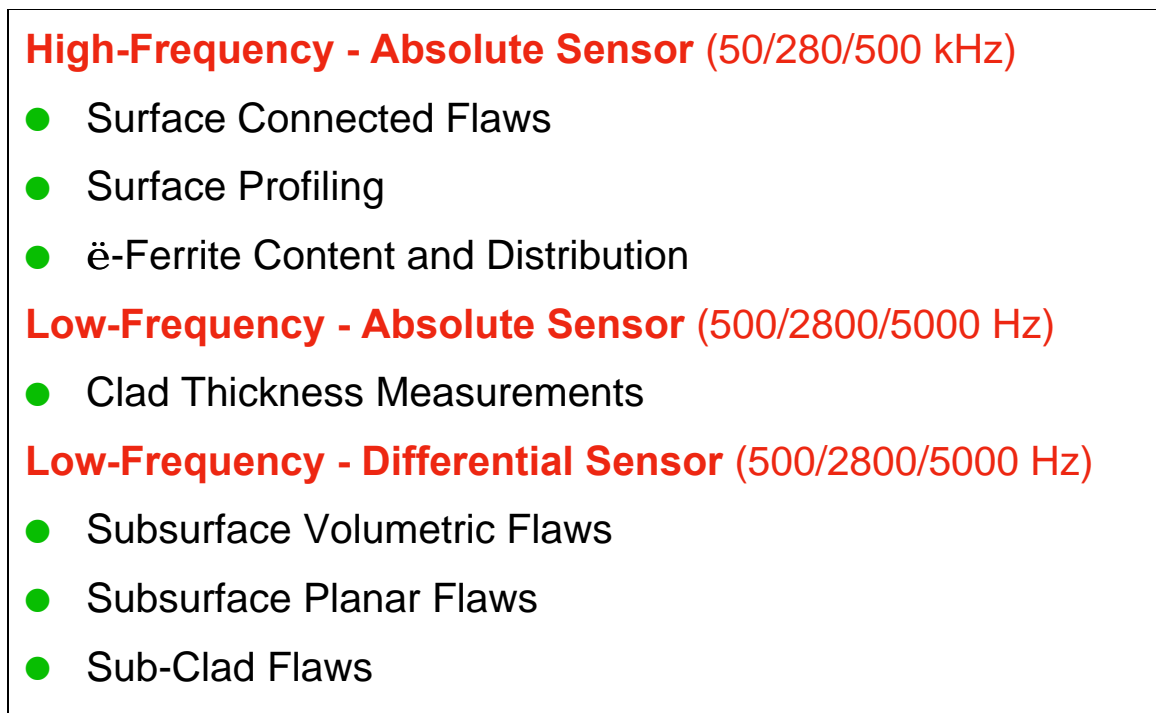 High-Frequency - Absolute Sensor (50/280/500 kHz)
● Surface Connected Flaws
● Surface Profiling
● ë-Ferrite Content and Distribution
Low-Frequency - Absolute Sensor (500/2800/5000 Hz)
● Clad Thickness Measurements
Low-Frequency - Differential Sensor (500/2800/5000 Hz)
● Subsurface Volumetric Flaws
● Subsurface Planar Flaws
● Sub-Clad Flaws